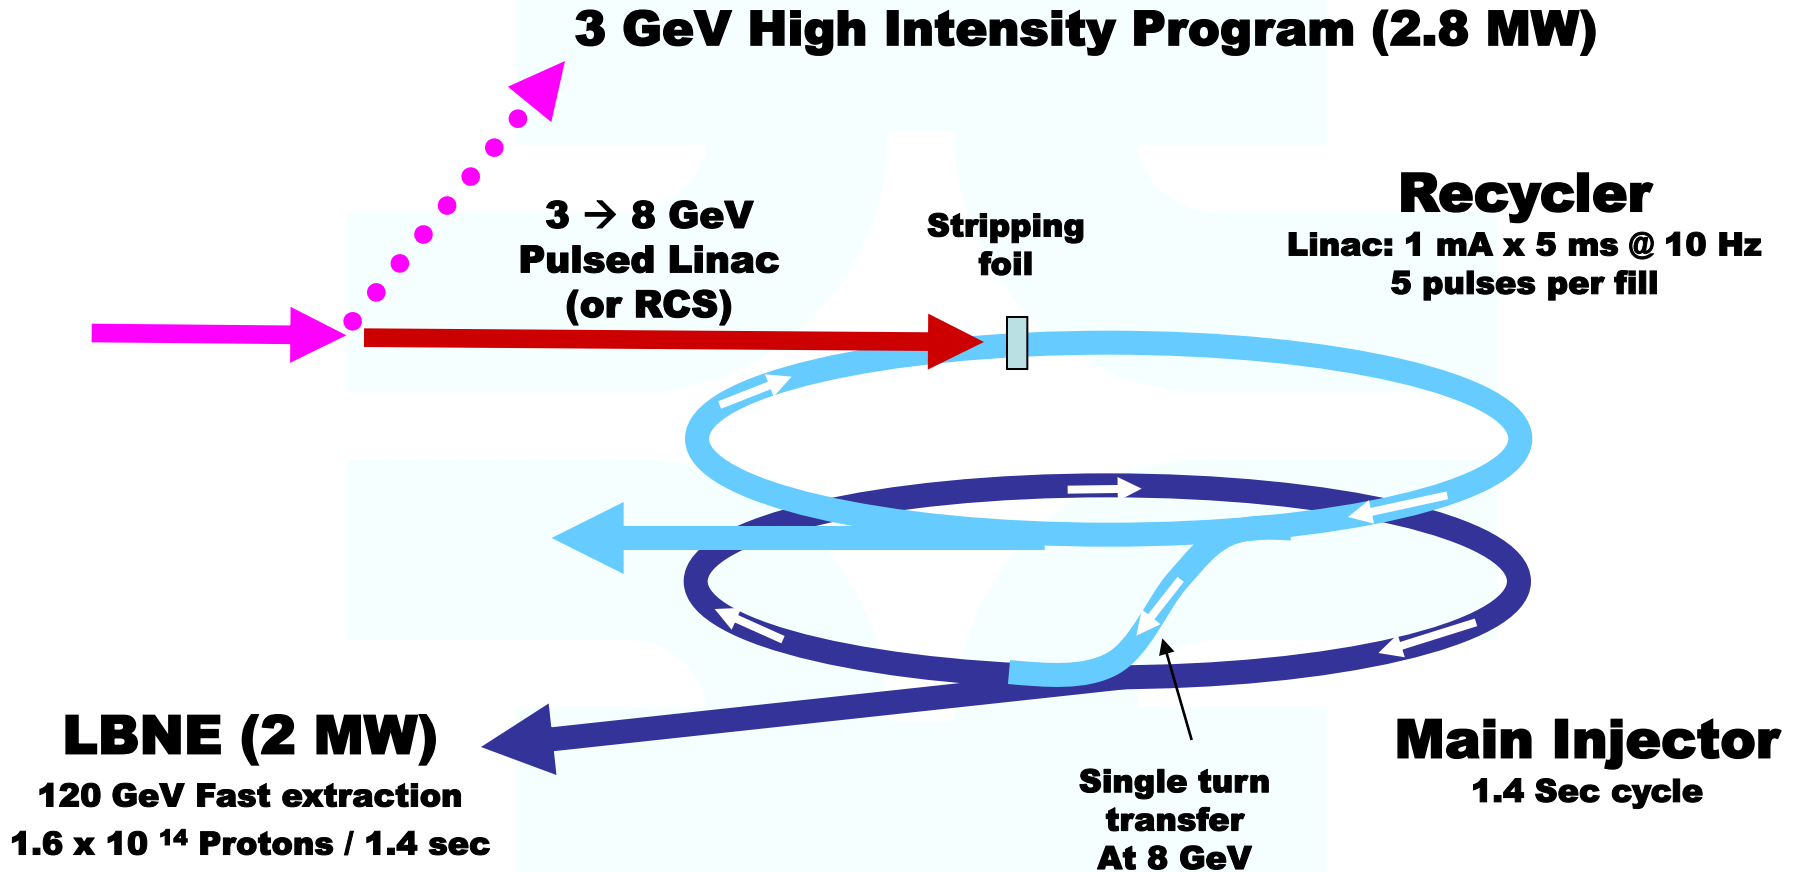 3 GeV High Intensity Program (2.8 MW)
3 → 8 GeV
Pulsed Linac
(or RCS)
Stripping
foil
Recycler
Linac: 1 mA x 5 ms @ 10 Hz
5 pulses per fill
LBNE (2 MW)
120 GeV Fast extraction
1.6 x 10 ¹⁴ Protons / 1.4 sec
Single turn
transfer
At 8 GeV
Main Injector
1.4 Sec cycle